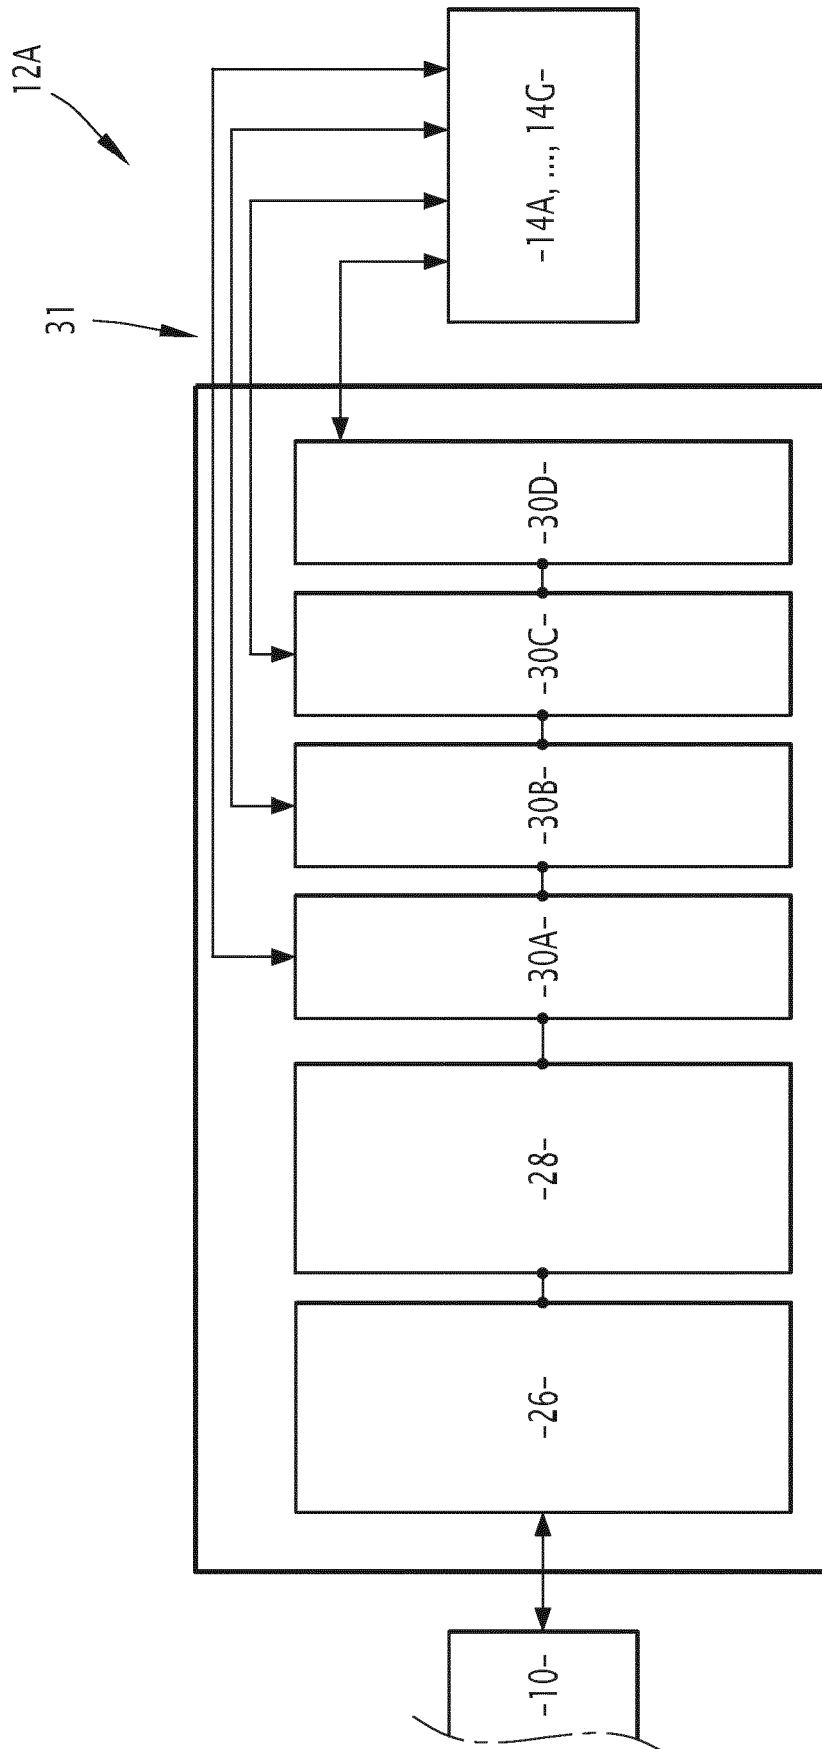 12A
31
-14A, ..., 14G-
-30D-
-30C-
-30B-
-30A-
-28-
-26-
-10-